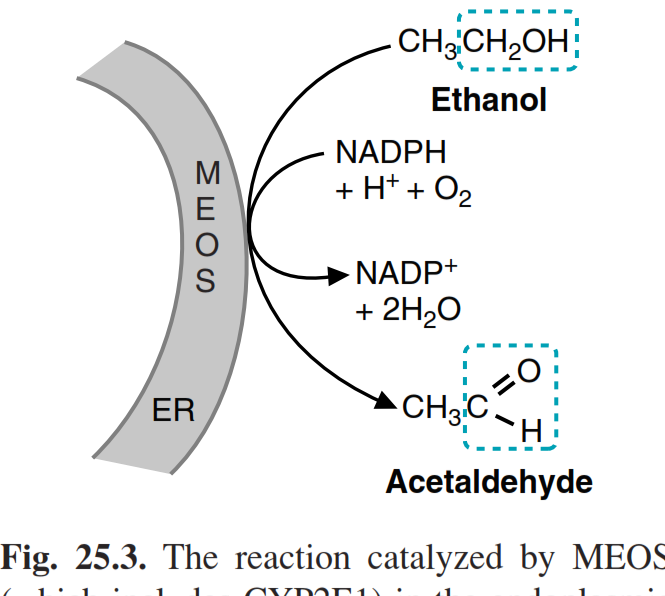 CH₃CH₂OH
Ethanol
NADPH
+ H⁺ + O₂
M
E
O
S
NADP⁺
+ 2H₂O
O
CH₃C
H
ER
Acetaldehyde
Fig. 25.3. The reaction catalyzed by MEOS